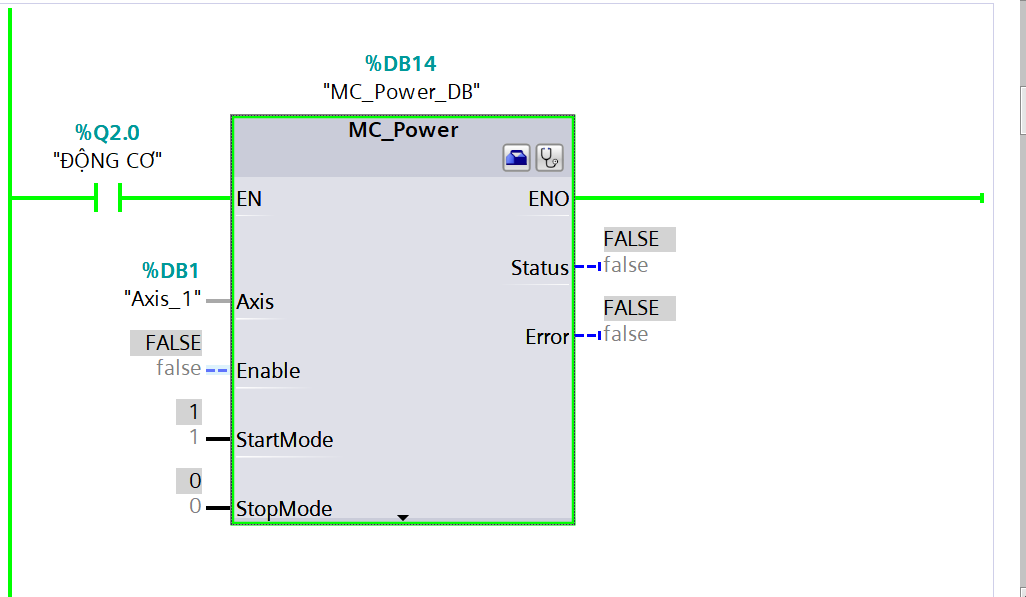 %DB14
"MC_Power_DB"
%Q2.0
"ĐỘNG CƠ"
MC_Power
EN
ENO
FALSE
Status
false
%DB1
"Axis_1"
Axis
FALSE
Error
false
FALSE
false
Enable
1
1
StartMode
0
0
StopMode